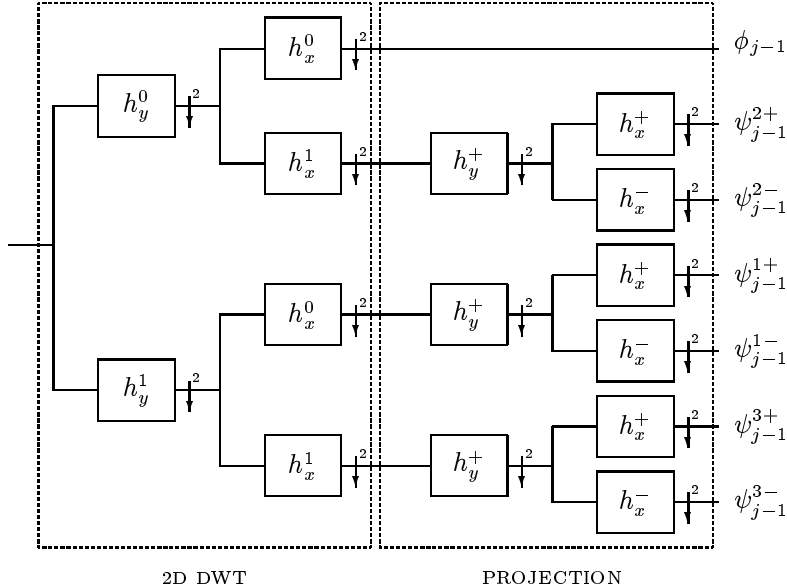 h_x^0 ↓2 ϕ_{j−1}
h_y^0 ↓2
h_x^1 ↓2 h_y^+ ↓2
h_x^+ ↓2 ψ_{j−1}^{2+}
h_x^− ↓2 ψ_{j−1}^{2−}
h_x^0 ↓2 h_y^+ ↓2
h_x^+ ↓2 ψ_{j−1}^{1+}
h_x^− ↓2 ψ_{j−1}^{1−}
h_y^1 ↓2
h_x^1 ↓2 h_y^+ ↓2
h_x^+ ↓2 ψ_{j−1}^{3+}
h_x^− ↓2 ψ_{j−1}^{3−}
2D DWT PROJECTION